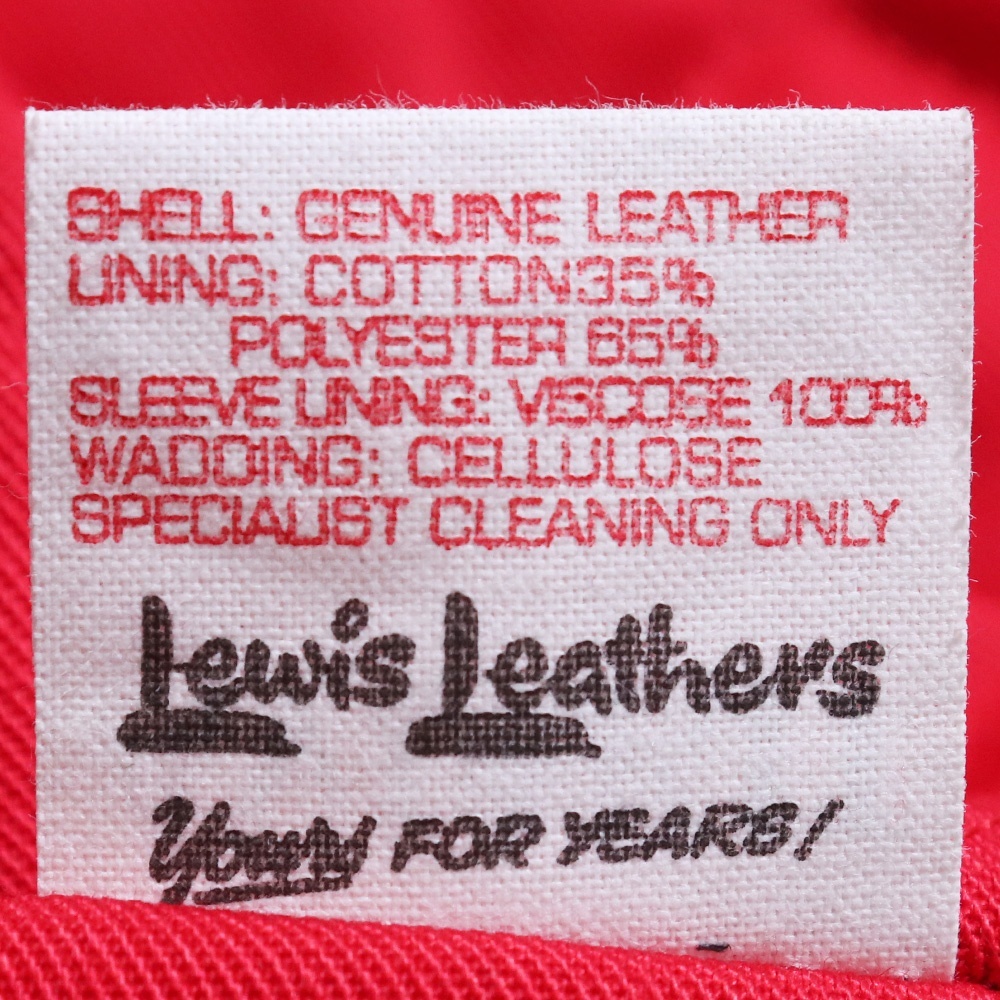 SHELL: GENUINE LEATHER
LINING: COTTON35%
POLYESTER 65%
SLEEVE LINING: VISCOSE 100%
WADDING: CELLULOSE
SPECIALIST CLEANING ONLY
Lewis Leathers
FOR YEARS!